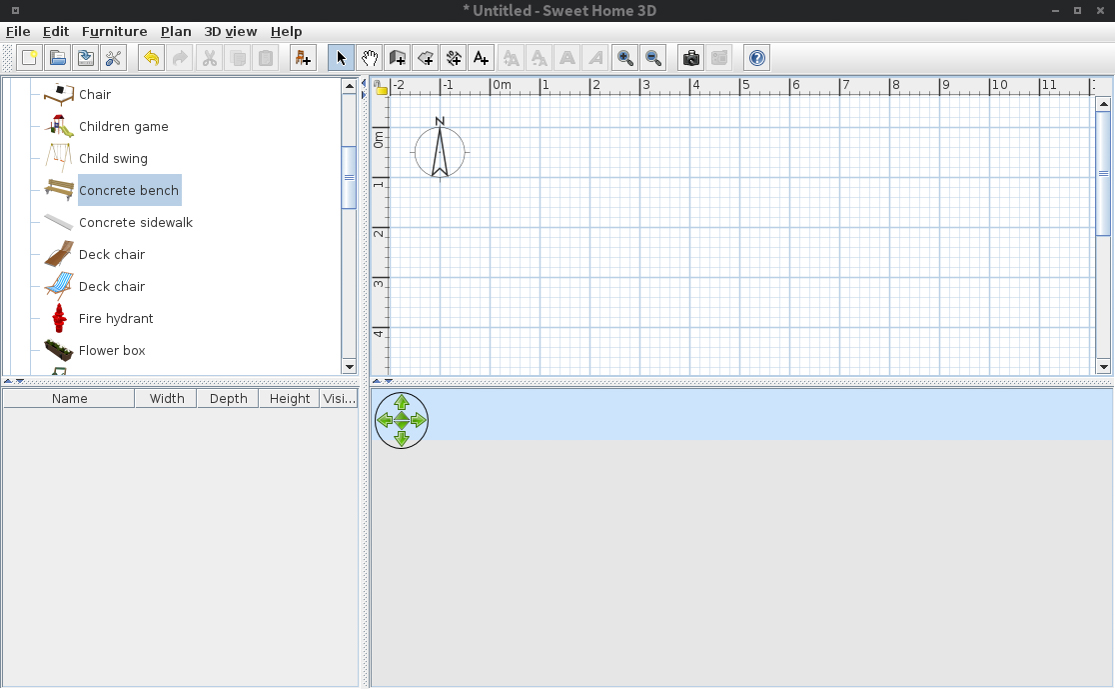 * Untitled - Sweet Home 3D
File Edit Furniture Plan 3D view Help
Chair
Children game
Child swing
Concrete bench
Concrete sidewalk
Deck chair
Deck chair
Fire hydrant
Flower box
-2 -1 0m 1 2 3 4 5 6 7 8 9 10 11
0m
1
2
3
4
N
Name Width Depth Height Visi...